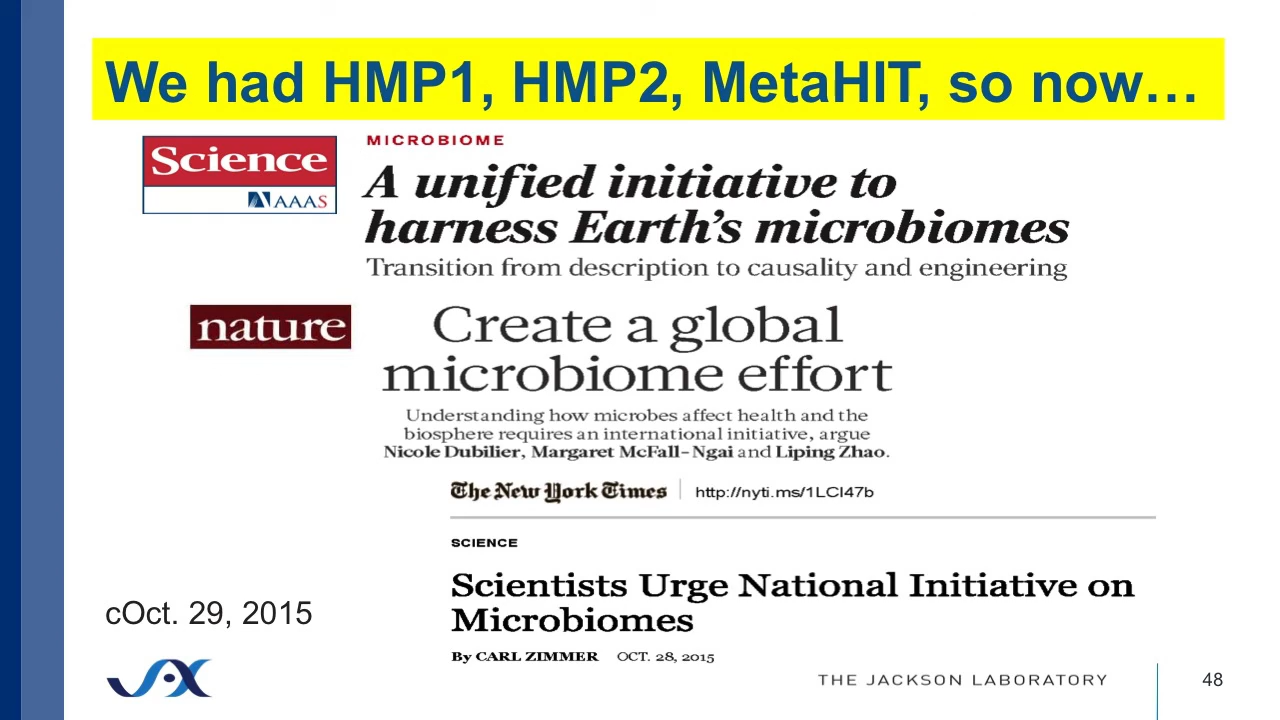 We had HMP1, HMP2, MetaHIT, so now…
Science
AAAS
MICROBIOME
A unified initiative to
harness Earth's microbiomes
Transition from description to causality and engineering
nature
Create a global
microbiome effort
Understanding how microbes affect health and the
biosphere requires an international initiative, argue
Nicole Dubilier, Margaret McFall-Ngai and Liping Zhao.
The New York Times http://nyti.ms/1LCI47b
SCIENCE
Scientists Urge National Initiative on
Microbiomes
By CARL ZIMMER OCT. 28, 2015
cOct. 29, 2015
JAX
THE JACKSON LABORATORY
48